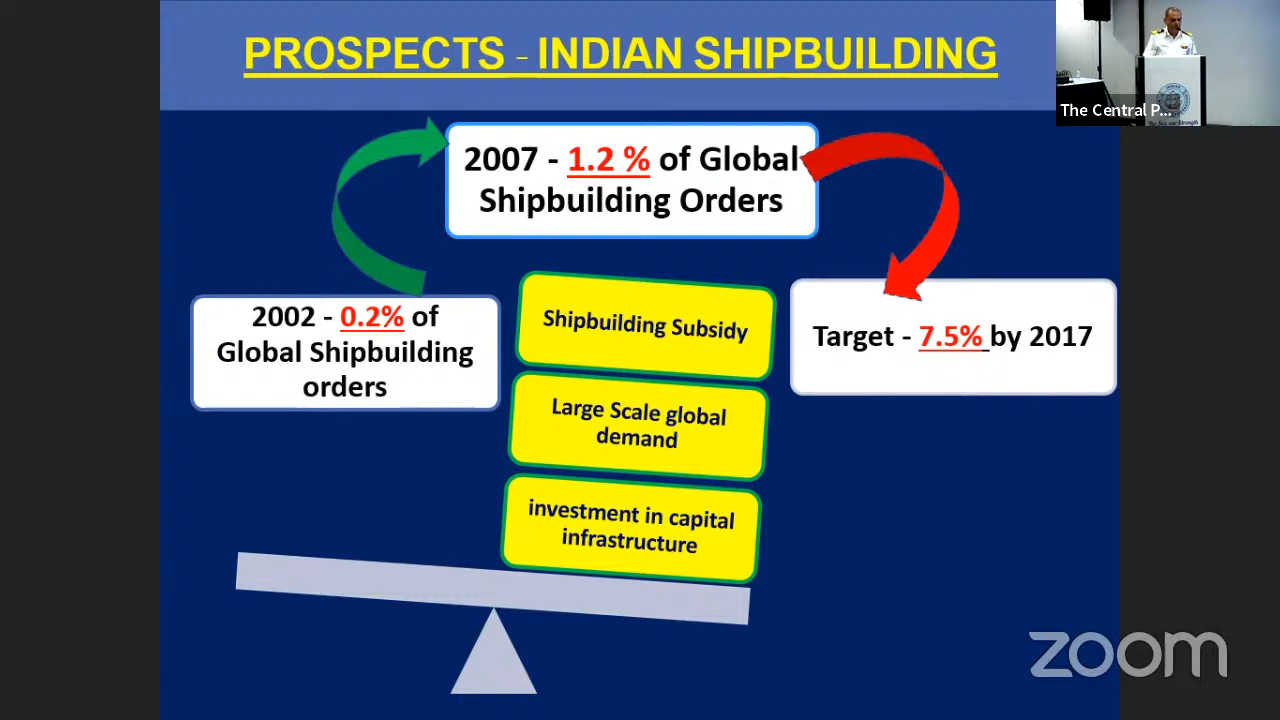 PROSPECTS - INDIAN SHIPBUILDING
The Central P...
2007 - 1.2 % of Global
Shipbuilding Orders
2002 - 0.2% of
Global Shipbuilding
orders
Shipbuilding Subsidy
Large Scale global
demand
investment in capital
infrastructure
Target - 7.5% by 2017
zoom